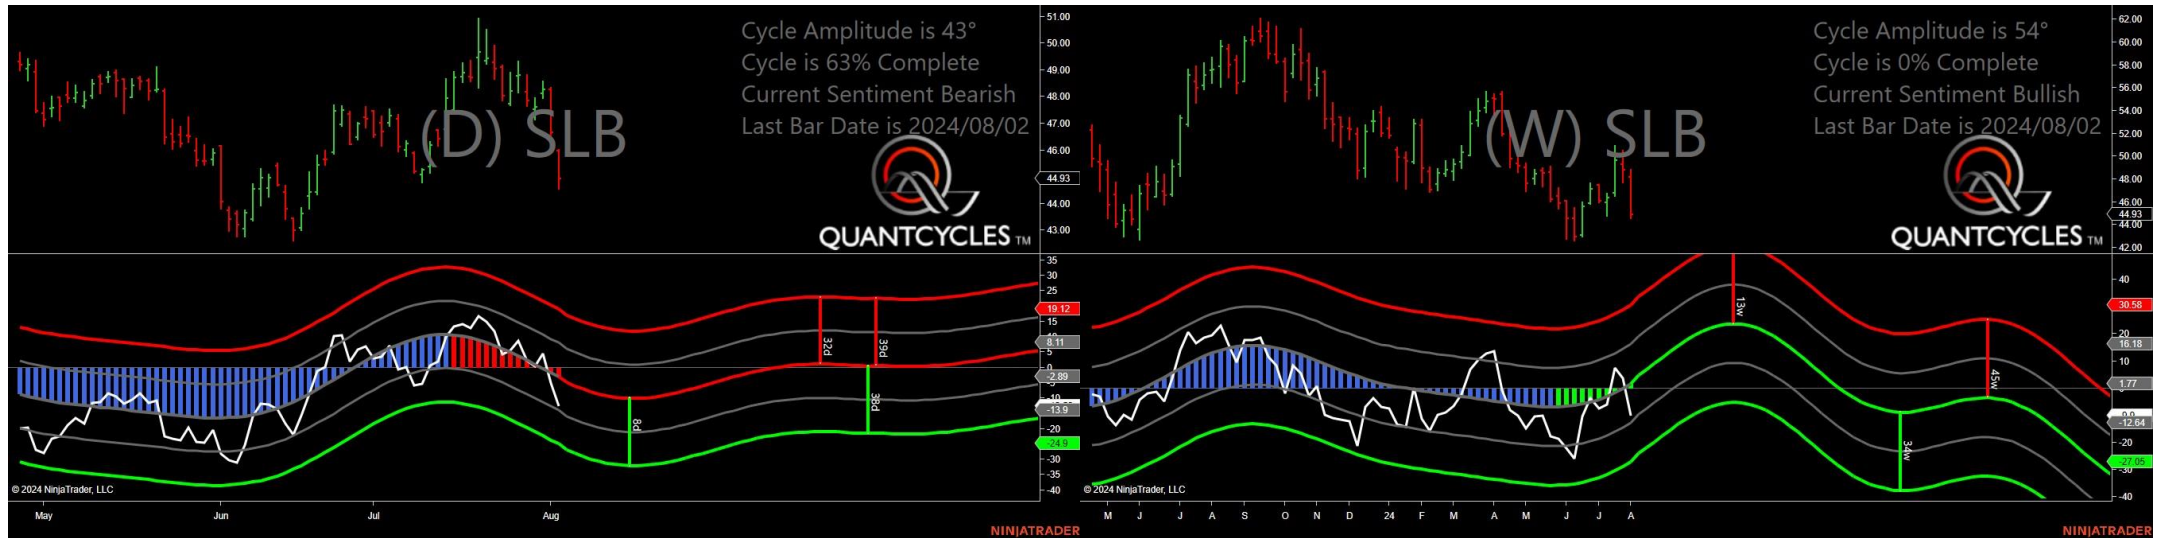 Cycle Amplitude is 43°
Cycle is 63% Complete
Current Sentiment Bearish
Last Bar Date is 2024/08/02
(D) SLB
QUANTCYCLES TM
51.00
50.00
49.00
48.00
47.00
46.00
44.93
44.00
43.00
35
30
25
19.12
15
8.11
5
0
-2.89
-13.9
-20
-24.9
-30
-35
-40
32d
39d
38d
8d
© 2024 NinjaTrader, LLC
May Jun Jul Aug
NINJATRADER
Cycle Amplitude is 54°
Cycle is 0% Complete
Current Sentiment Bullish
Last Bar Date is 2024/08/02
(W) SLB
QUANTCYCLES TM
62.00
60.00
58.00
56.00
54.00
52.00
50.00
48.00
46.00
44.93
44.00
42.00
40
30.58
20
16.18
10
1.77
-12.64
-20
-27.05
-30
-40
13w
45w
34w
© 2024 NinjaTrader, LLC
M J J A S O N D 24 F M A M J J A
NINJATRADER